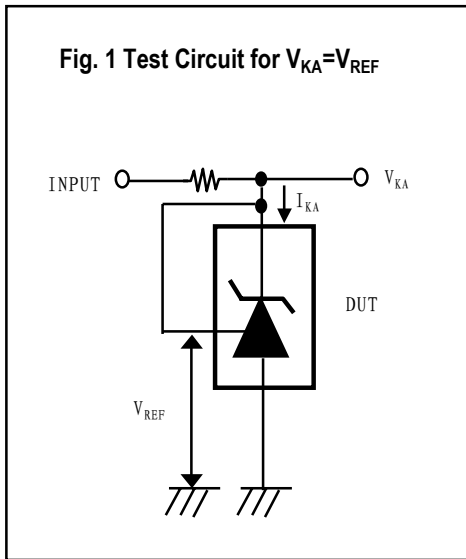 Fig. 1 Test Circuit for VKA=VREF
INPUT
VKA
IKA
DUT
VREF